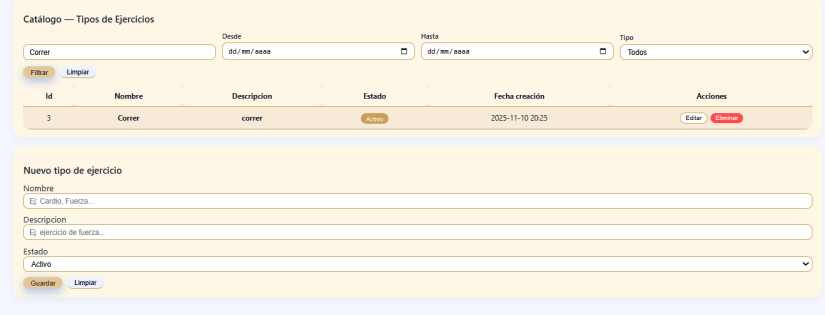 Catálogo — Tipos de Ejercicios
Desde Hasta Tipo
Correr dd/mm/aaaa dd/mm/aaaa Todos
Filtrar Limpiar
Id Nombre Descripcion Estado Fecha creación Acciones
3 Correr correr Activo 2025-11-10 20:25 Editar Eliminar
Nuevo tipo de ejercicio
Nombre
Ej: Cardio, Fuerza...
Descripcion
Ej: ejercicio de fuerza...
Estado
Activo
Guardar Limpiar